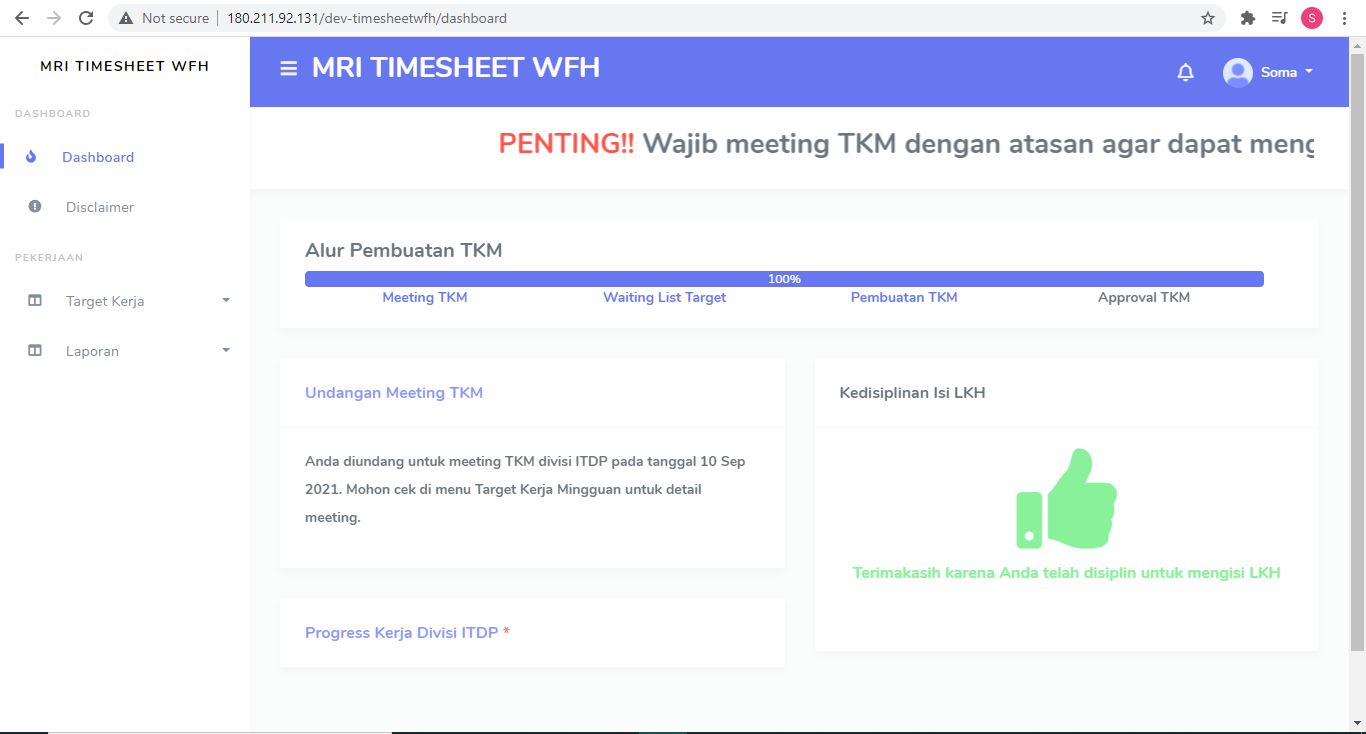 Not secure | 180.211.92.131/dev-timesheetwfh/dashboard
S
MRI TIMESHEET WFH
DASHBOARD
Dashboard
Disclaimer
PEKERJAAN
Target Kerja
Laporan
MRI TIMESHEET WFH
Soma
PENTING!! Wajib meeting TKM dengan atasan agar dapat meng
Alur Pembuatan TKM
100%
Meeting TKM Waiting List Target Pembuatan TKM Approval TKM
Undangan Meeting TKM
Anda diundang untuk meeting TKM divisi ITDP pada tanggal 10 Sep
2021. Mohon cek di menu Target Kerja Mingguan untuk detail
meeting.
Progress Kerja Divisi ITDP *
Kedisiplinan Isi LKH
Terimakasih karena Anda telah disiplin untuk mengisi LKH